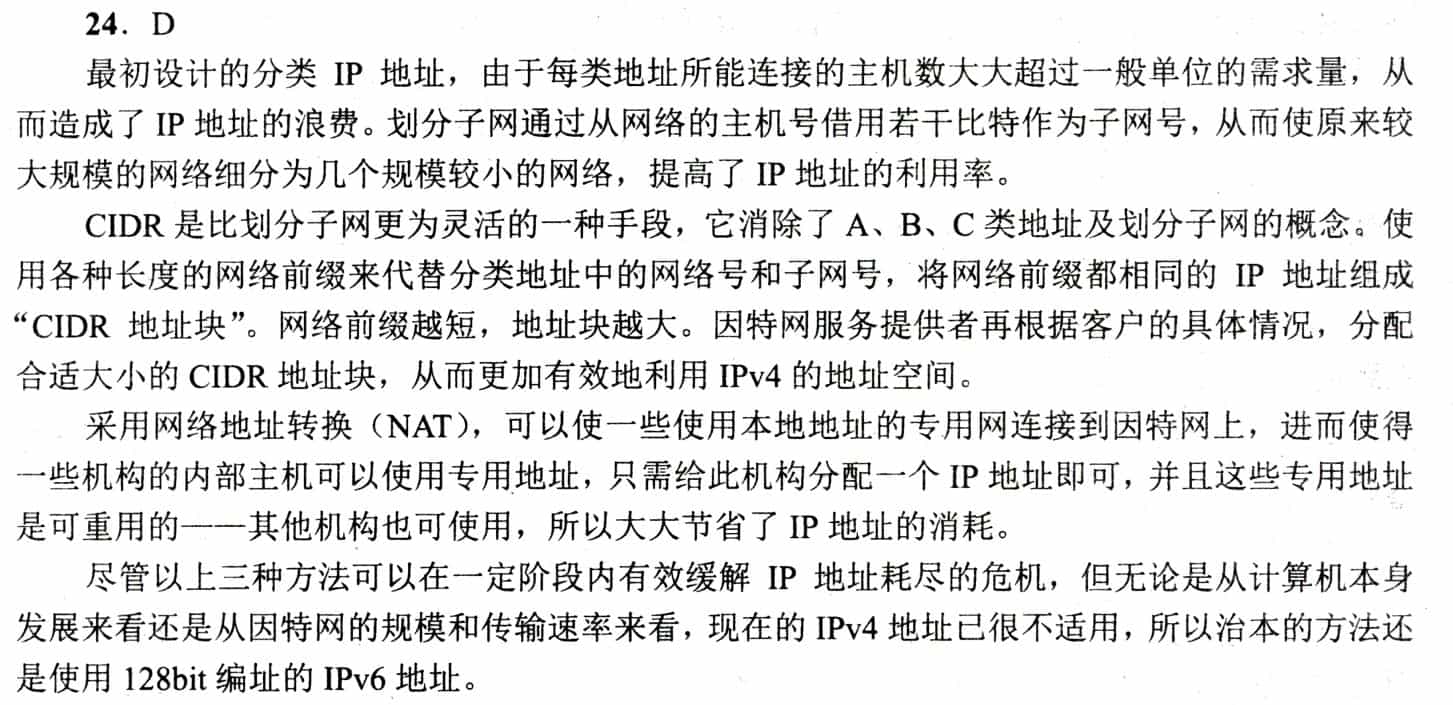 24. D
最初设计的分类 IP 地址，由于每类地址所能连接的主机数大大超过一般单位的需求量，从
而造成了 IP 地址的浪费。划分子网通过从网络的主机号借用若干比特作为子网号，从而使原来较
大规模的网络细分为几个规模较小的网络，提高了 IP 地址的利用率。
CIDR 是比划分子网更为灵活的一种手段，它消除了 A、B、C 类地址及划分子网的概念。使
用各种长度的网络前缀来代替分类地址中的网络号和子网号，将网络前缀都相同的 IP 地址组成
“CIDR 地址块”。网络前缀越短，地址块越大。因特网服务提供者再根据客户的具体情况，分配
合适大小的 CIDR 地址块，从而更加有效地利用 IPv4 的地址空间。
采用网络地址转换（NAT），可以使一些使用本地地址的专用网连接到因特网上，进而使得
一些机构的内部主机可以使用专用地址，只需给此机构分配一个 IP 地址即可，并且这些专用地址
是可重用的——其他机构也可使用，所以大大节省了 IP 地址的消耗。
尽管以上三种方法可以在一定阶段内有效缓解 IP 地址耗尽的危机，但无论是从计算机本身
发展来看还是从因特网的规模和传输速率来看，现在的 IPv4 地址已很不适用，所以治本的方法还
是使用 128bit 编址的 IPv6 地址。